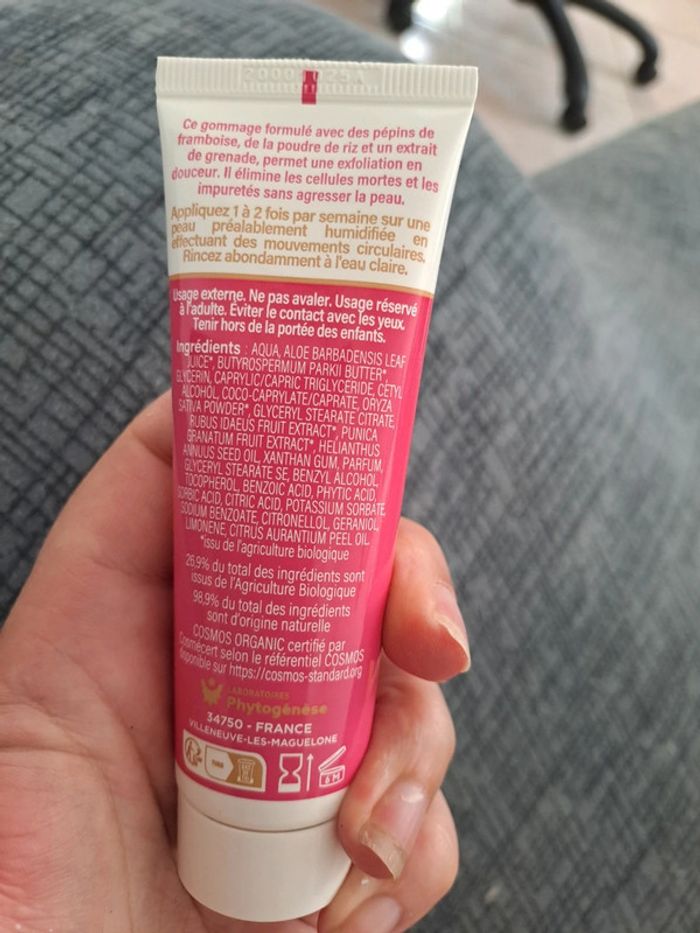 Ce gommage formulé avec des pépins de
framboise, de la poudre de riz et un extrait
de grenade, permet une exfoliation en
douceur. Il élimine les cellules mortes et les
impuretés sans agresser la peau.
Appliquez 1 à 2 fois par semaine sur une
peau préalablement humidifiée en
effectuant des mouvements circulaires.
Rincez abondamment à l'eau claire.
Usage externe. Ne pas avaler. Usage réservé
à l'adulte. Éviter le contact avec les yeux.
Tenir hors de la portée des enfants.
Ingrédients : AQUA, ALOE BARBADENSIS LEAF
JUICE*, BUTYROSPERMUM PARKII BUTTER*
GLYCERIN, CAPRYLIC/CAPRIC TRIGLYCERIDE, CETYL
ALCOHOL, COCO-CAPRYLATE/CAPRATE, ORYZA
SATIVA POWDER*, GLYCERYL STEARATE CITRATE,
RUBUS IDAEUS FRUIT EXTRACT*, PUNICA
GRANATUM FRUIT EXTRACT*, HELIANTHUS
ANNUUS SEED OIL, XANTHAN GUM, PARFUM,
GLYCERYL STEARATE SE, BENZYL ALCOHOL,
TOCOPHEROL, BENZOIC ACID, PHYTIC ACID,
SORBIC ACID, CITRIC ACID, POTASSIUM SORBATE,
SODIUM BENZOATE, CITRONELLOL, GERANIOL,
LIMONENE, CITRUS AURANTIUM PEEL OIL.
*issu de l'agriculture biologique
26,9% du total des ingrédients sont
issus de l'Agriculture Biologique
98,9% du total des ingrédients
sont d'origine naturelle
COSMOS ORGANIC certifié par
Cosmécert selon le référentiel COSMOS
disponible sur https://cosmos-standard.org
LABORATOIRES
Phytogénèse
34750 - FRANCE
VILLENEUVE-LES-MAGUELONE
6 M